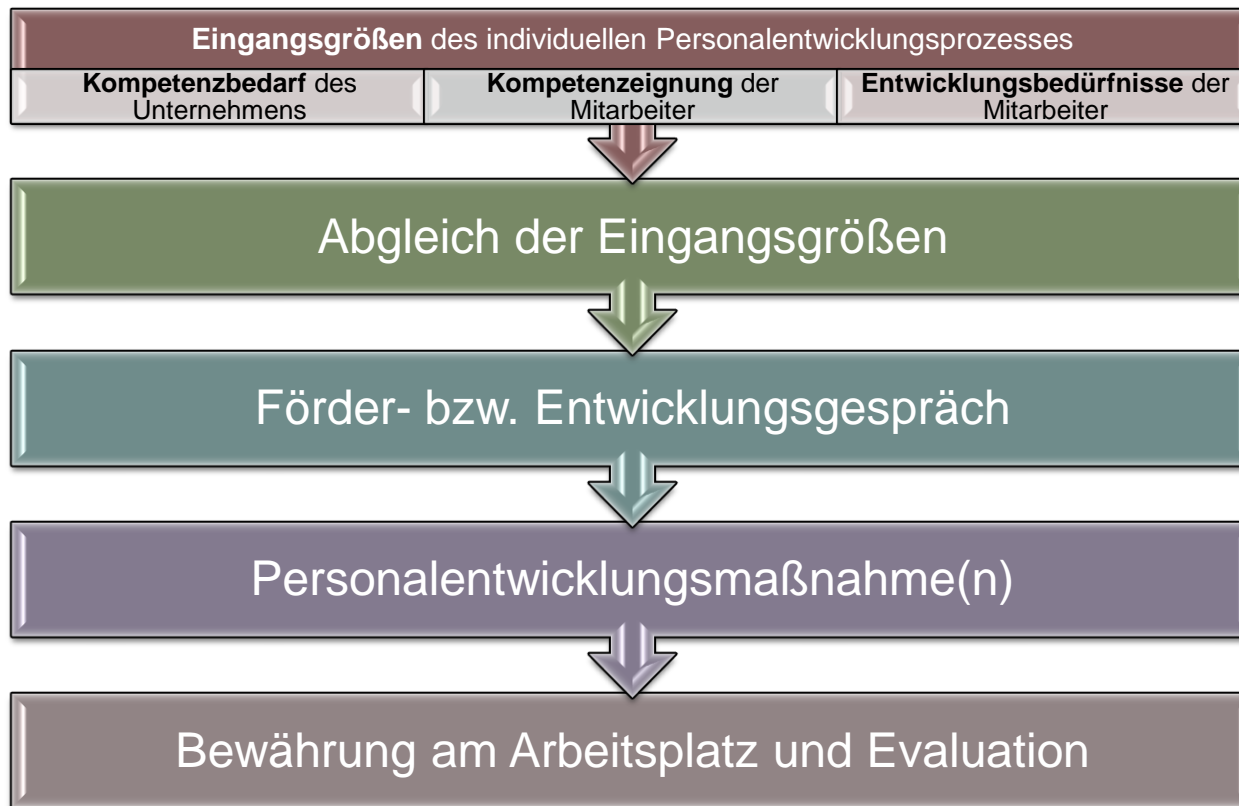 Eingangsgrößen des individuellen Personalentwicklungsprozesses
Kompetenzbedarf des
Unternehmens
Kompetenzeignung der
Mitarbeiter
Entwicklungsbedürfnisse der
Mitarbeiter
Abgleich der Eingangsgrößen
Förder- bzw. Entwicklungsgespräch
Personalentwicklungsmaßnahme(n)
Bewährung am Arbeitsplatz und Evaluation